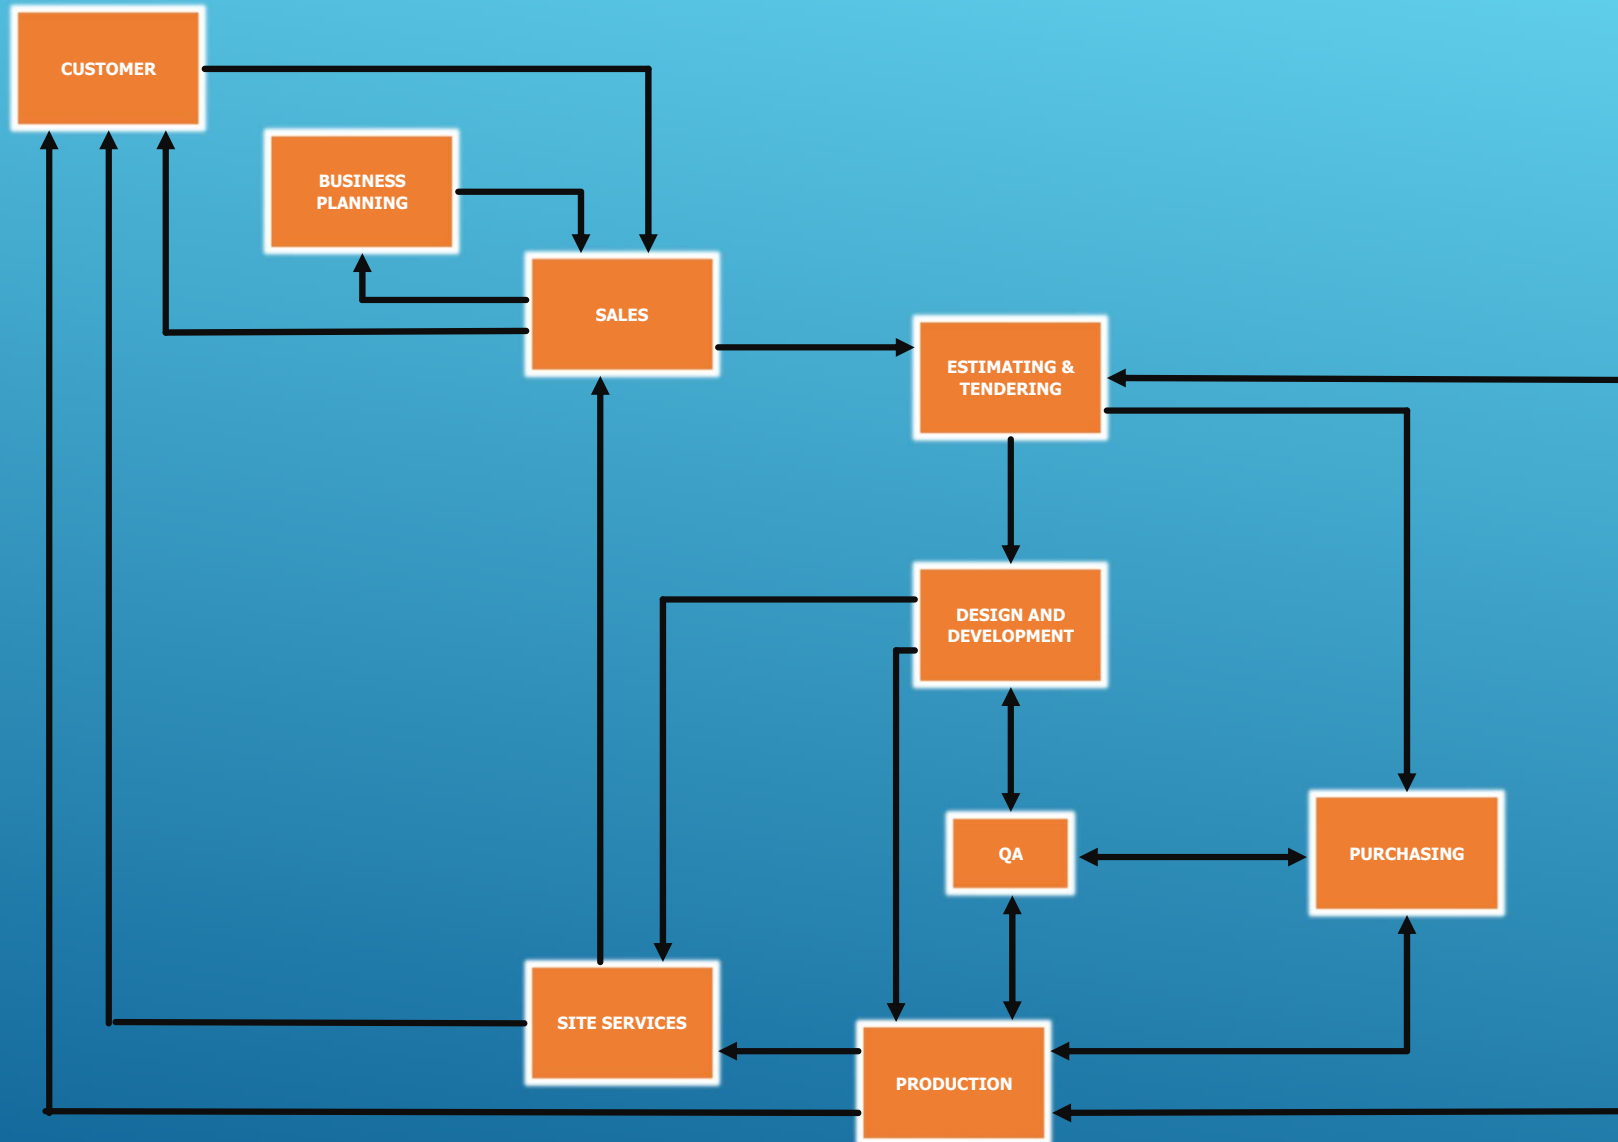 CUSTOMER
BUSINESS
PLANNING
SALES
ESTIMATING &
TENDERING
DESIGN AND
DEVELOPMENT
QA
PURCHASING
SITE SERVICES
PRODUCTION